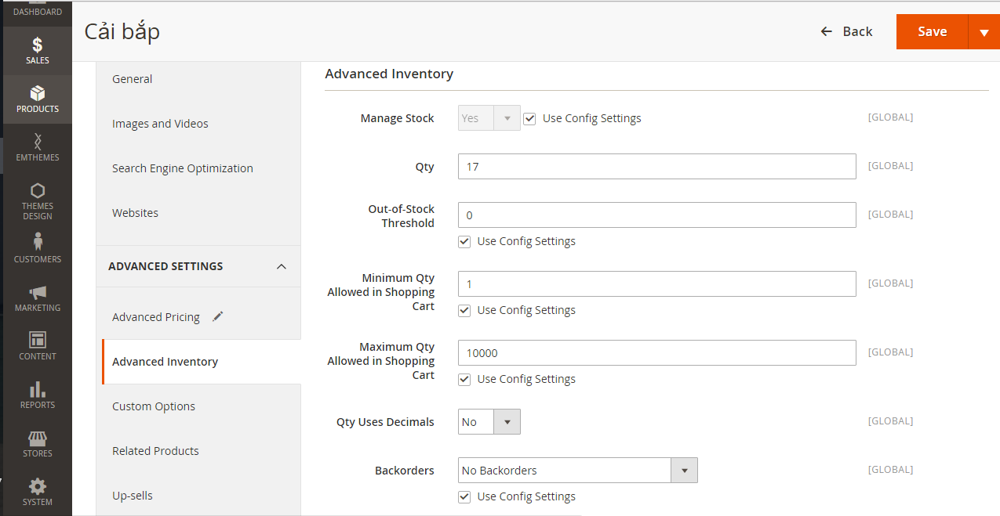 DASHBOARD
SALES
PRODUCTS
EMTHEMES
THEMES
DESIGN
CUSTOMERS
MARKETING
CONTENT
REPORTS
STORES
SYSTEM
Cải bắp
Back
Save
General
Images and Videos
Search Engine Optimization
Websites
ADVANCED SETTINGS
Advanced Pricing
Advanced Inventory
Custom Options
Related Products
Up-sells
Advanced Inventory
Manage Stock Yes Use Config Settings [GLOBAL]
Qty 17 [GLOBAL]
Out-of-Stock
Threshold
0 [GLOBAL]
Use Config Settings
Minimum Qty
Allowed in Shopping
Cart
1 [GLOBAL]
Use Config Settings
Maximum Qty
Allowed in Shopping
Cart
10000 [GLOBAL]
Use Config Settings
Qty Uses Decimals No [GLOBAL]
Backorders No Backorders [GLOBAL]
Use Config Settings